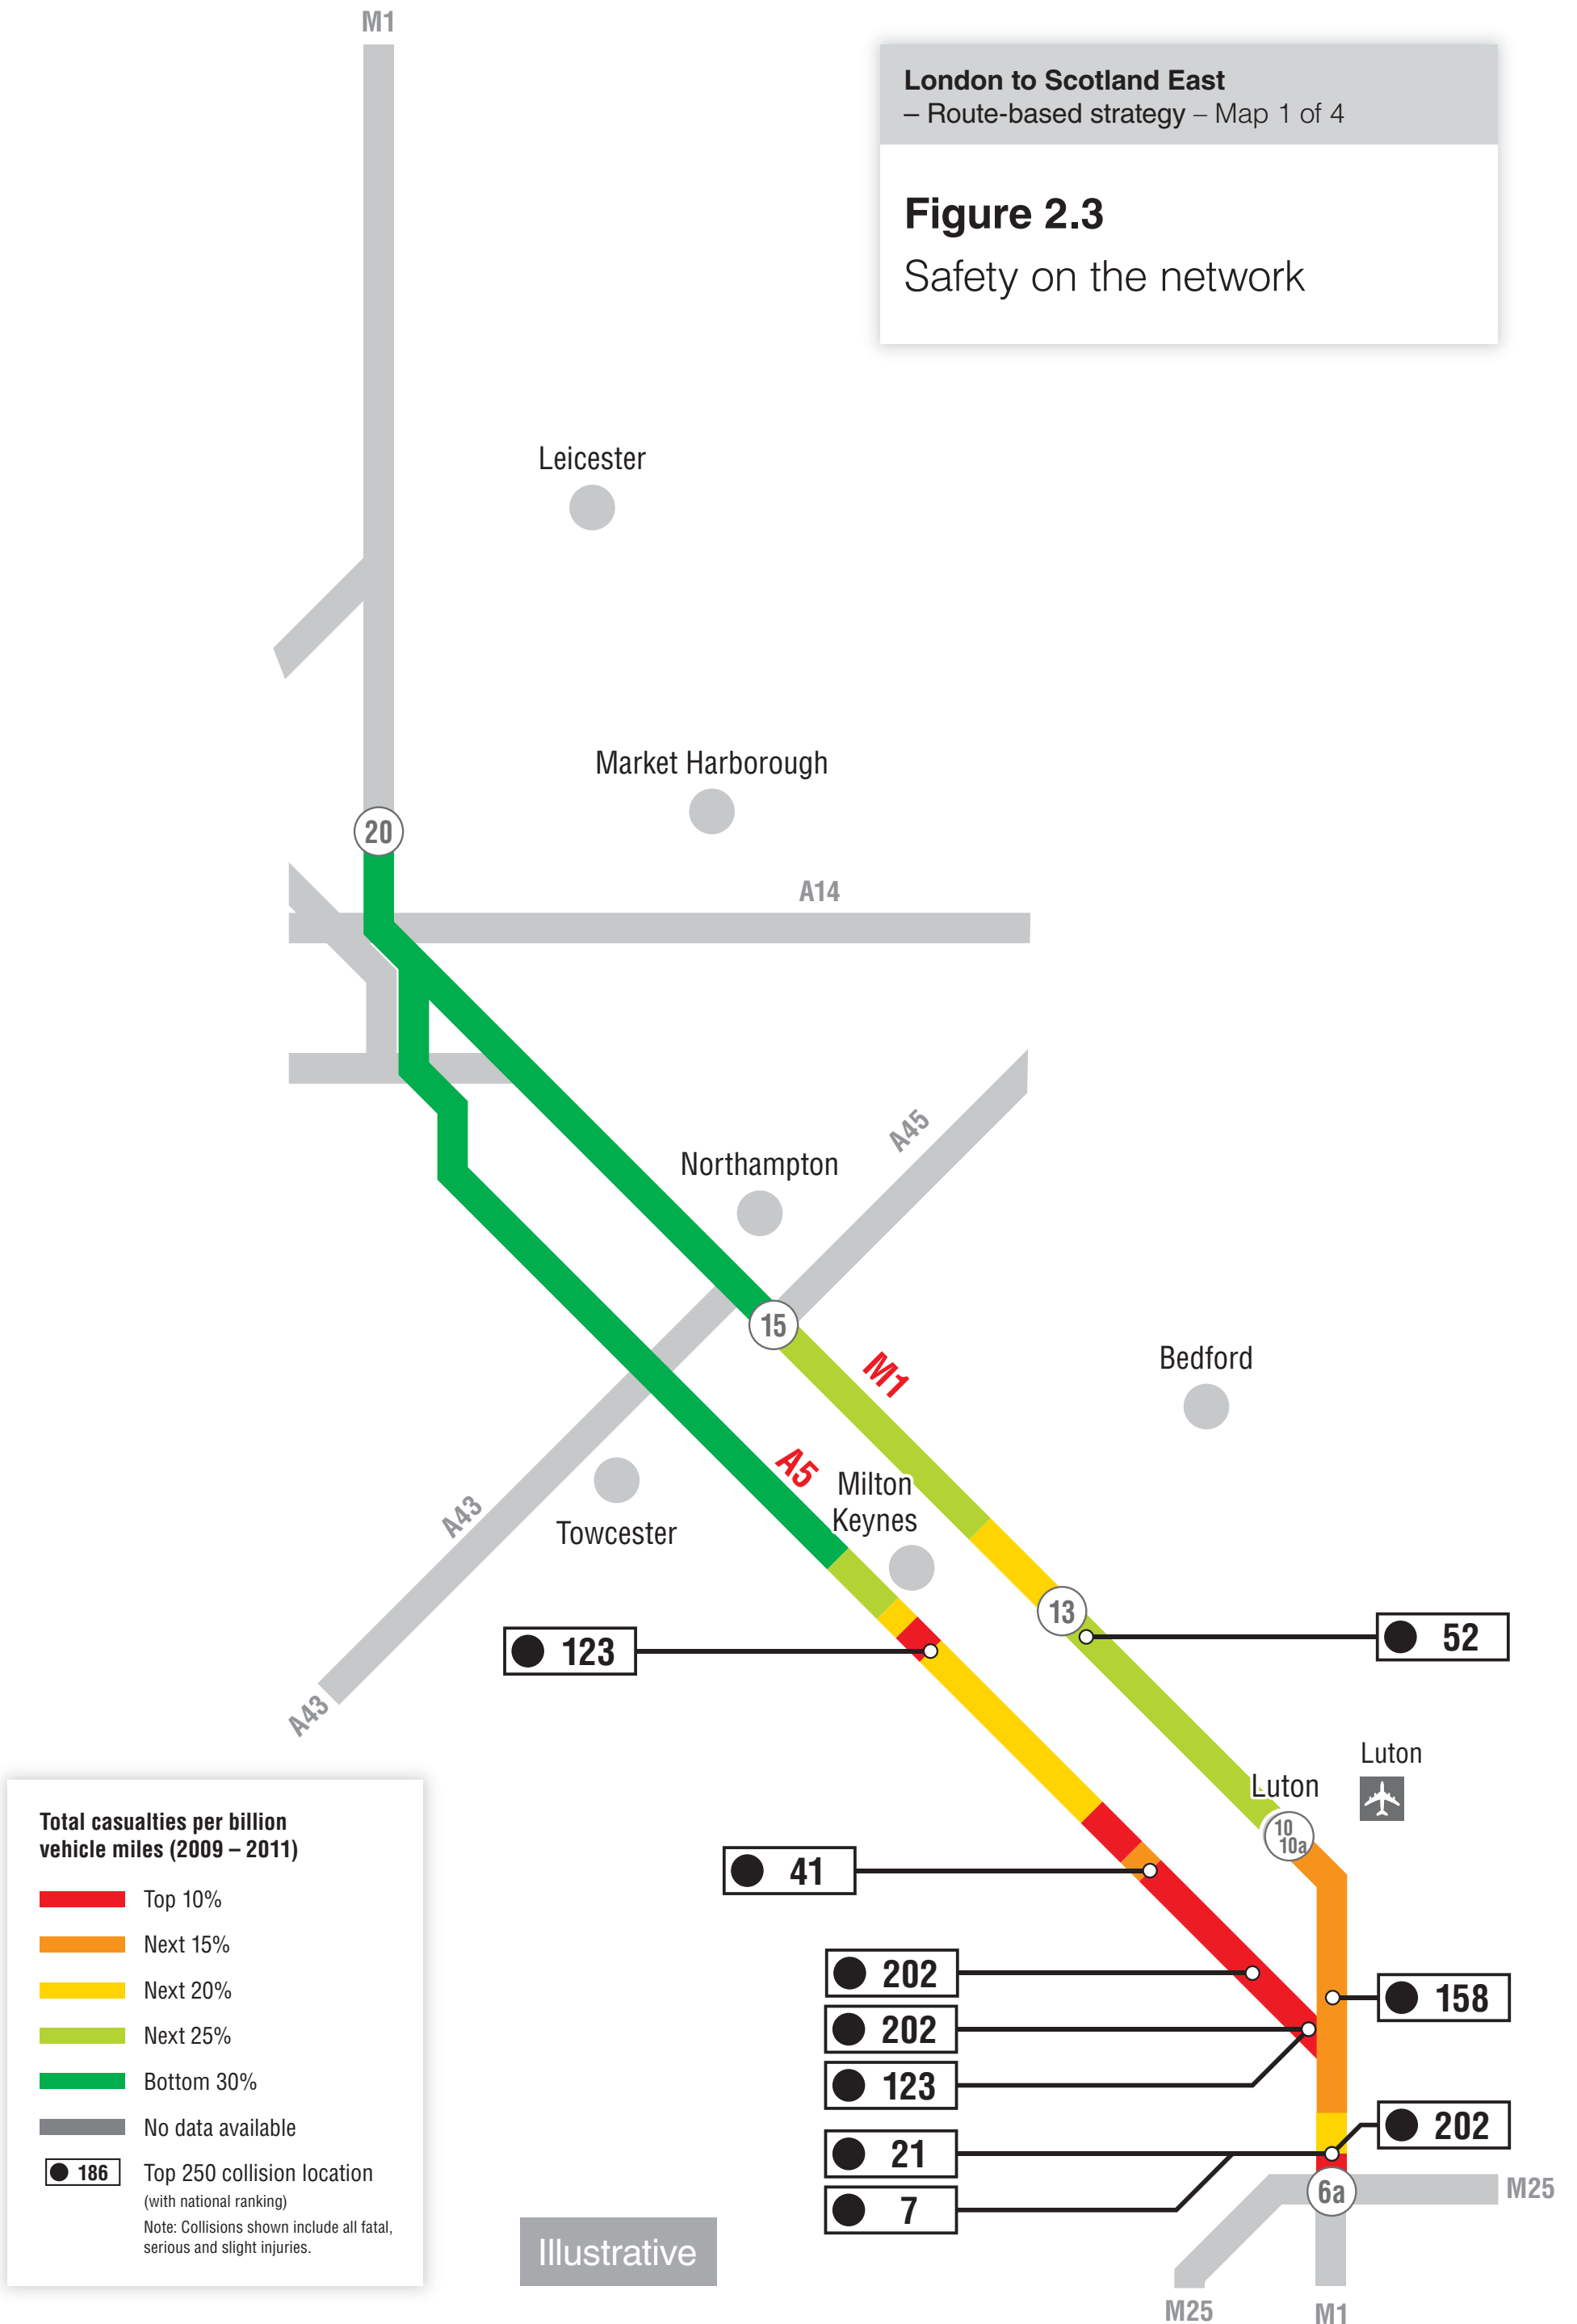 M1
London to Scotland East
– Route-based strategy – Map 1 of 4
Figure 2.3
Safety on the network
Leicester
Market Harborough
20
A14
A45
Northampton
15
M1
Bedford
A5
Milton
Keynes
A43
Towcester
13
123
52
A43
Luton
Luton
10
10a
41
202
158
202
123
202
21
7
6a
M25
M25
M1
Total casualties per billion
vehicle miles (2009 – 2011)
Top 10%
Next 15%
Next 20%
Next 25%
Bottom 30%
No data available
186 Top 250 collision location
(with national ranking)
Note: Collisions shown include all fatal,
serious and slight injuries.
Illustrative